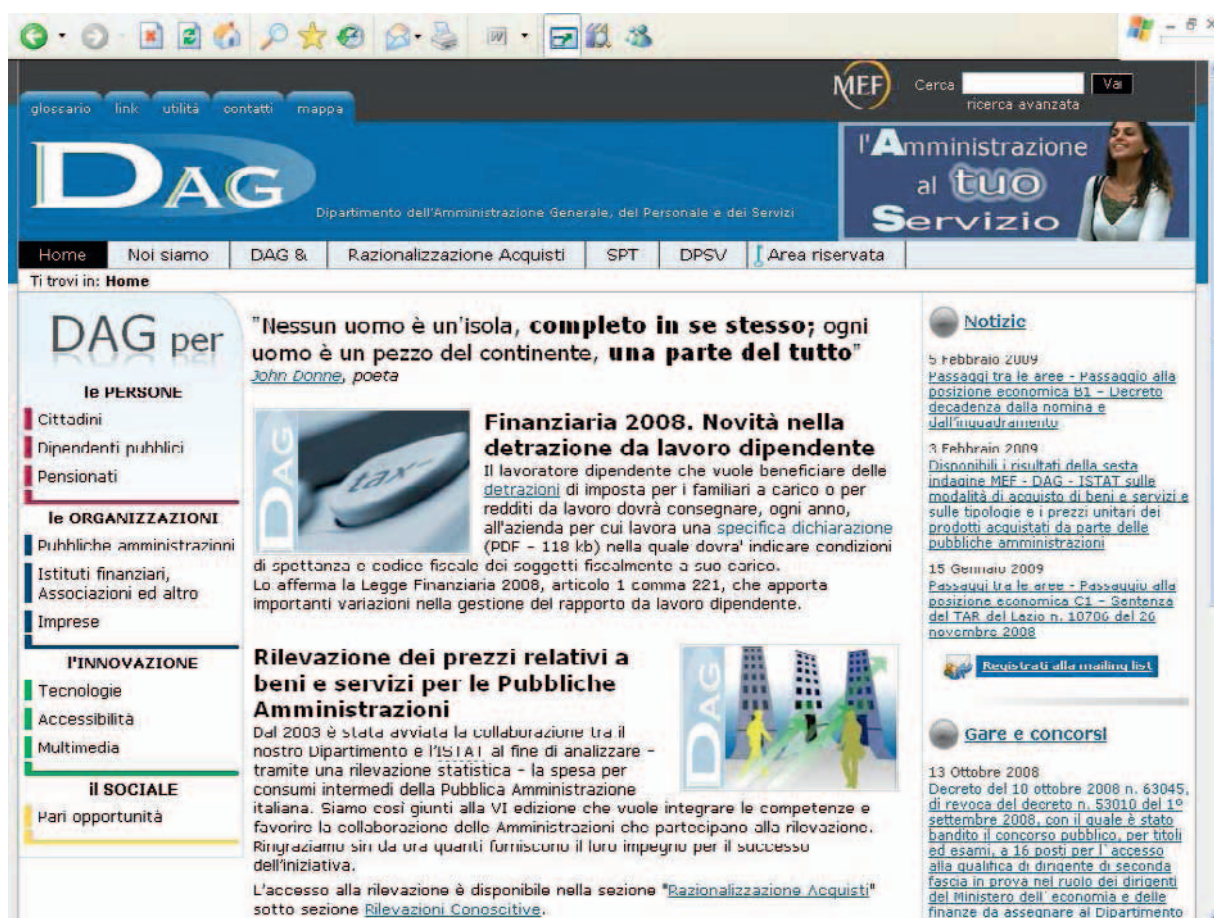 MEF
Cerca
Vai
ricerca avanzata
glossario link utilità contatti mappa
DAG
Dipartimento dell'Amministrazione Generale, del Personale e dei Servizi
l'Amministrazione
al tuo
Servizio
Home Noi siamo DAG & Razionalizzazione Acquisti SPT DPSV Area riservata
Ti trovi in: Home
DAG per
le PERSONE
Cittadini
Dipendenti pubblici
Pensionati
le ORGANIZZAZIONI
Pubbliche amministrazioni
Istituti finanziari,
Associazioni ed altro
Imprese
l'INNOVAZIONE
Tecnologie
Accessibilità
Multimedia
il SOCIALE
Pari opportunità
"Nessun uomo è un'isola, completo in se stesso; ogni
uomo è un pezzo del continente, una parte del tutto"
John Donne, poeta
DAG
tax
Finanziaria 2008. Novità nella
detrazione da lavoro dipendente
Il lavoratore dipendente che vuole beneficiare delle
detrazioni di imposta per i familiari a carico o per
redditi da lavoro dovrà consegnare, ogni anno,
all'azienda per cui lavora una specifica dichiarazione
(PDF - 118 kb) nella quale dovra' indicare condizioni
di spettanza e codice fiscale dei soggetti fiscalmente a suo carico.
Lo afferma la Legge Finanziaria 2008, articolo 1 comma 221, che apporta
importanti variazioni nella gestione del rapporto da lavoro dipendente.
Rilevazione dei prezzi relativi a
beni e servizi per le Pubbliche
Amministrazioni
DAG
Dal 2003 è stata avviata la collaborazione tra il
nostro Dipartimento e l'ISTAT al fine di analizzare -
tramite una rilevazione statistica - la spesa per
consumi intermedi della Pubblica Amministrazione
italiana. Siamo così giunti alla VI edizione che vuole integrare le competenze e
favorire la collaborazione delle Amministrazioni che partecipano alla rilevazione.
Ringraziamo sin da ora quanti forniscono il loro impegno per il successo
dell'iniziativa.
L'accesso alla rilevazione è disponibile nella sezione "Razionalizzazione Acquisti"
sotto sezione Rilevazioni Conoscitive.
Notizie
5 Febbraio 2009
Passaggi tra le aree - Passaggio alla
posizione economica B1 - Decreto
decadenza dalla nomina e
dall'inquadramento
3 Febbraio 2009
Disponibili i risultati della sesta
indagine MEF - DAG - ISTAT sulle
modalità di acquisto di beni e servizi e
sulle tipologie e i prezzi unitari dei
prodotti acquistati da parte delle
pubbliche amministrazioni
15 Gennaio 2009
Passaggi tra le aree - Passaggio alla
posizione economica C1 - Sentenza
del TAR del Lazio n. 10706 del 26
novembre 2008
Registrati alla mailing list
Gare e concorsi
13 Ottobre 2008
Decreto del 10 ottobre 2008 n. 63045,
di revoca del decreto n. 53010 del 1º
settembre 2008, con il quale è stato
bandito il concorso pubblico, per titoli
ed esami, a 16 posti per l'accesso
alla qualifica di dirigente di seconda
fascia in prova nel ruolo dei dirigenti
del Ministero dell'economia e delle
finanze da assegnare al Dipartimento